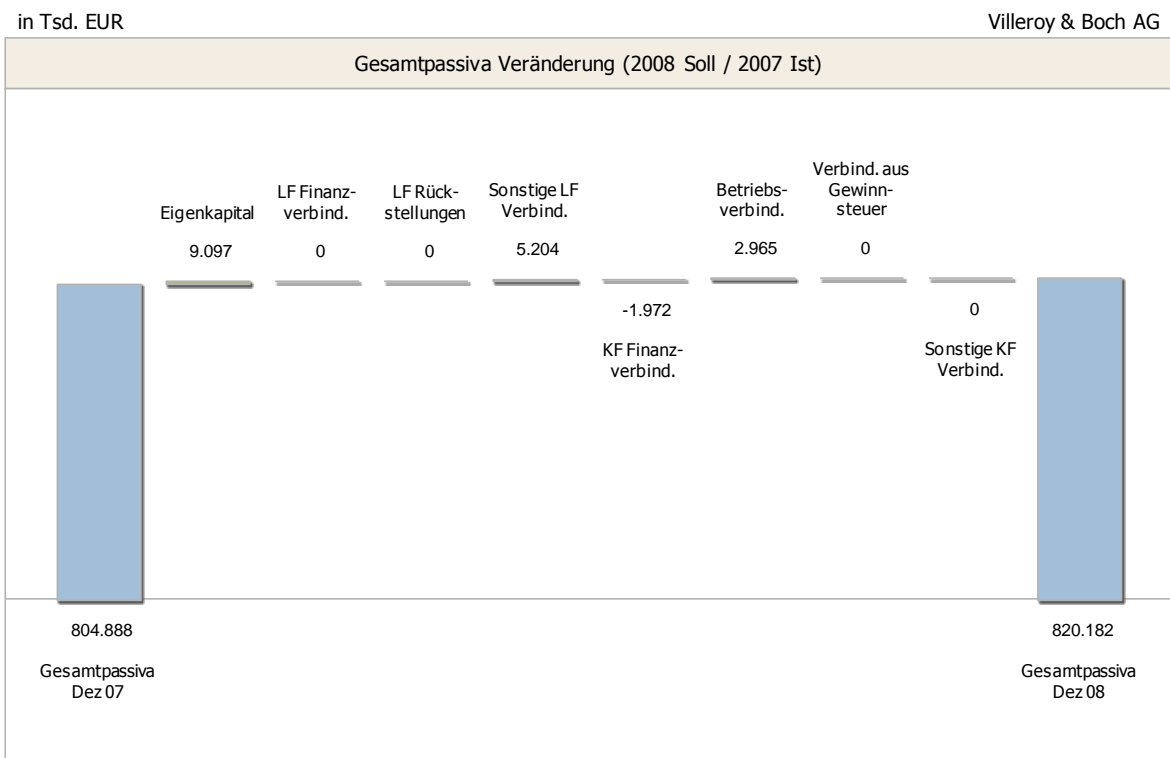 in Tsd. EUR
Villeroy & Boch AG
Gesamtpassiva Veränderung (2008 Soll / 2007 Ist)
Eigenkapital
9.097
LF Finanz-
verbind.
0
LF Rück-
stellungen
0
Sonstige LF
Verbind.
5.204
-1.972
KF Finanz-
verbind.
Betriebs-
verbind.
2.965
Verbind. aus
Gewinn-
steuer
0
0
Sonstige KF
Verbind.
804.888
Gesamtpassiva
Dez 07
820.182
Gesamtpassiva
Dez 08